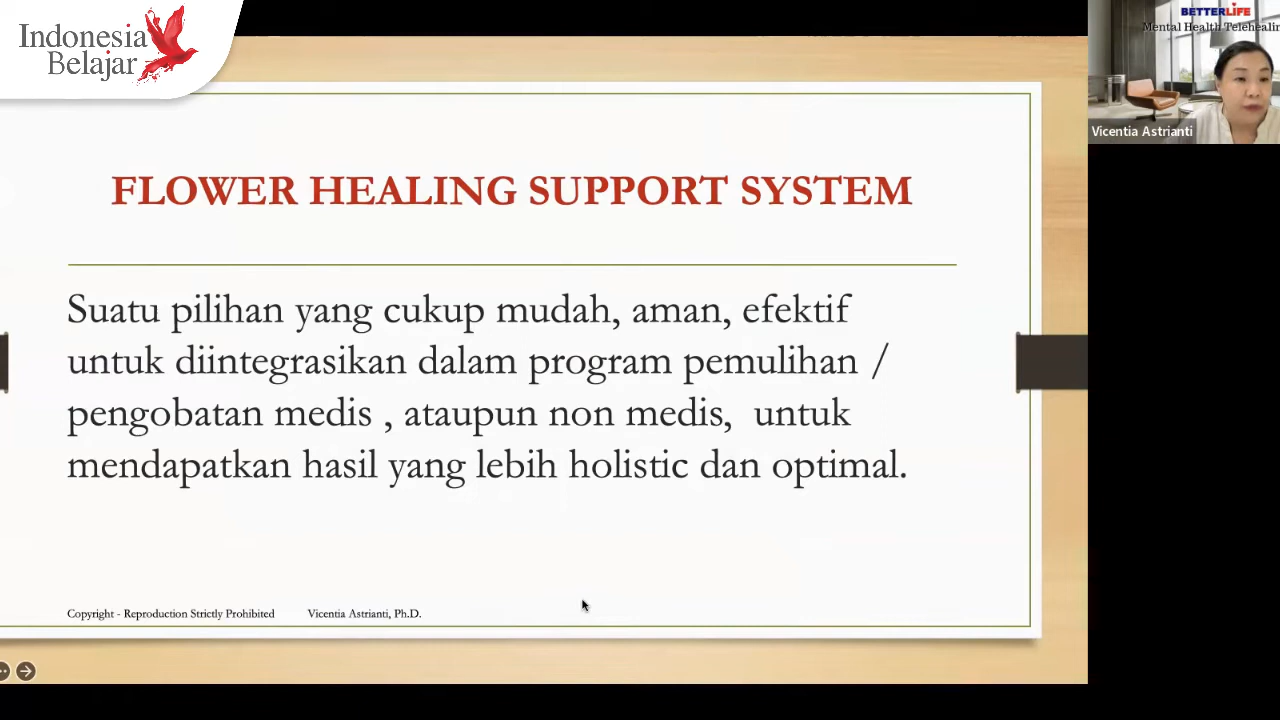 Indonesia
Belajar
BETTERLIFE
Mental Health Telehealin
Vicentia Astrianti
FLOWER HEALING SUPPORT SYSTEM
Suatu pilihan yang cukup mudah, aman, efektif
untuk diintegrasikan dalam program pemulihan /
pengobatan medis , ataupun non medis,  untuk
mendapatkan hasil yang lebih holistic dan optimal.
Copyright - Reproduction Strictly Prohibited Vicentia Astrianti, Ph.D.